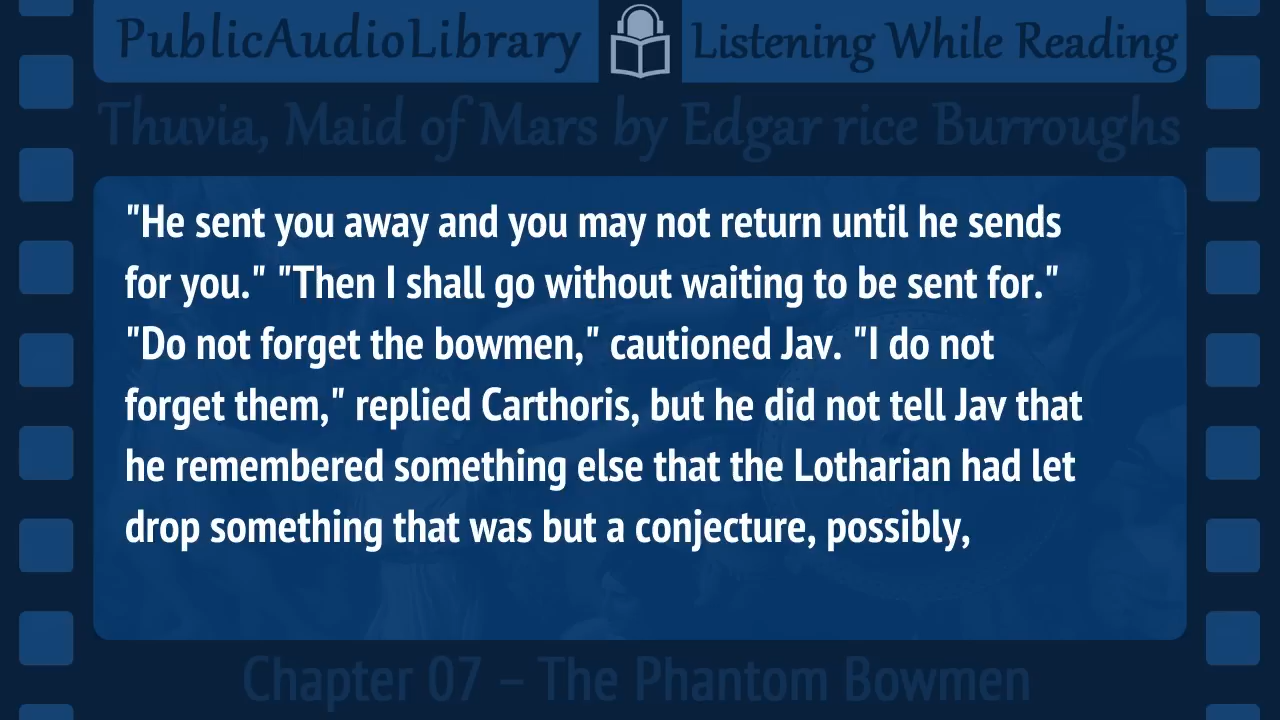 PublicAudioLibrary Listening While Reading
Thuvia, Maid of Mars by Edgar rice Burroughs
"He sent you away and you may not return until he sends
for you." "Then I shall go without waiting to be sent for."
"Do not forget the bowmen," cautioned Jav. "I do not
forget them," replied Carthoris, but he did not tell Jav that
he remembered something else that the Lotharian had let
drop something that was but a conjecture, possibly,
Chapter 07 – The Phantom Bowmen